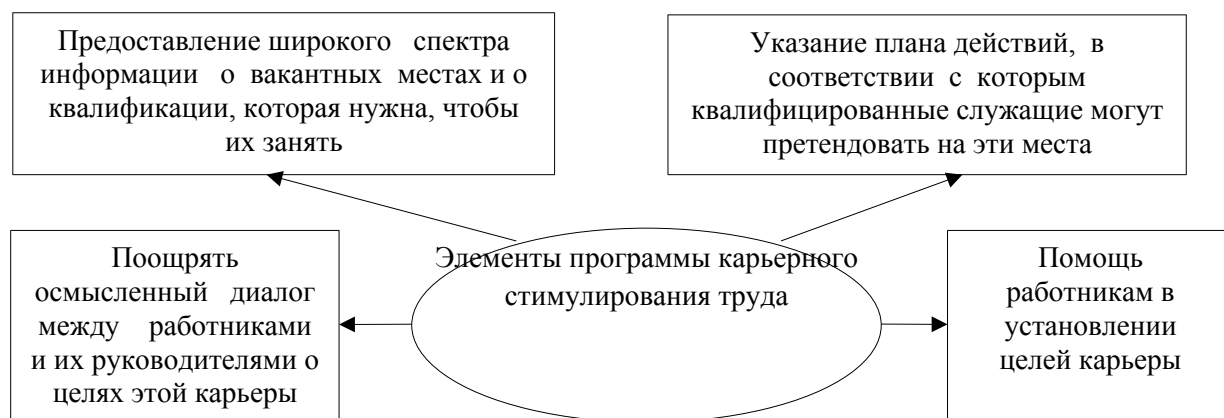 Предоставление широкого спектра
информации о вакантных местах и о
квалификации, которая нужна, чтобы
их занять
Указание плана действий, в
соответствии с которым
квалифицированные служащие могут
претендовать на эти места
Элементы программы карьерного
стимулирования труда
Поощрять
осмысленный диалог
между работниками
и их руководителями о
целях этой карьеры
Помощь
работникам в
установлении
целей карьеры